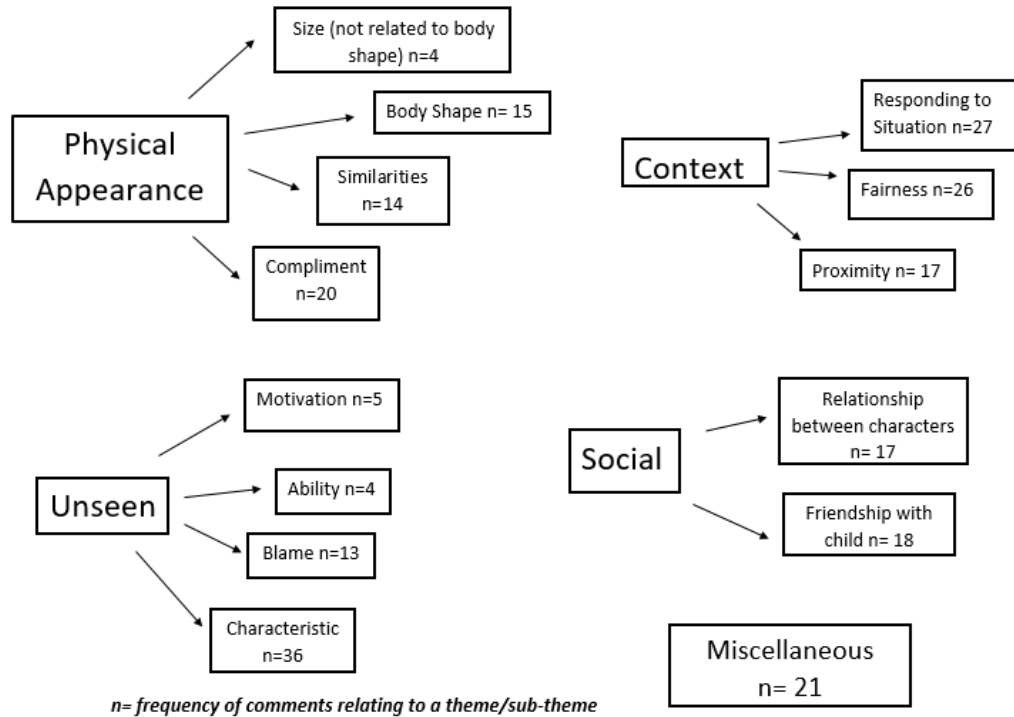 Size (not related to body
shape) n=4
Body Shape n= 15
Physical
Appearance
Similarities
n=14
Compliment
n=20
Responding to
Situation n=27
Context
Fairness n=26
Proximity n= 17
Motivation n=5
Unseen
Ability n=4
Blame n=13
Characteristic
n=36
Relationship
between characters
n= 17
Social
Friendship with
child n= 18
Miscellaneous
n= 21
n= frequency of comments relating to a theme/sub-theme